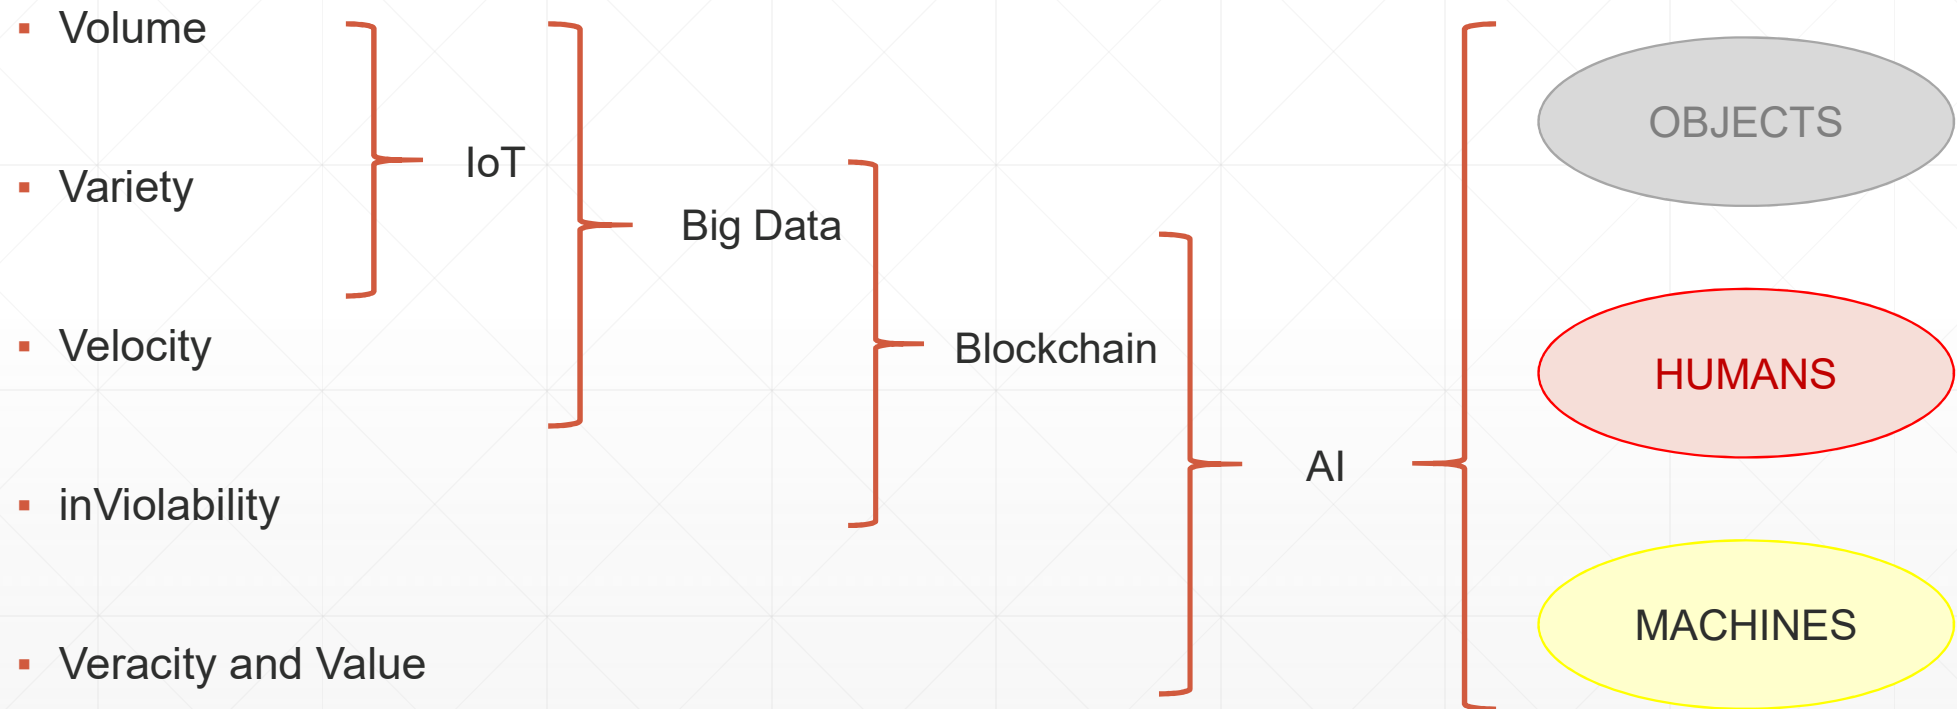 Volume
Variety
Velocity
inViolability
Veracity and Value
IoT
Big Data
Blockchain
AI
OBJECTS
HUMANS
MACHINES